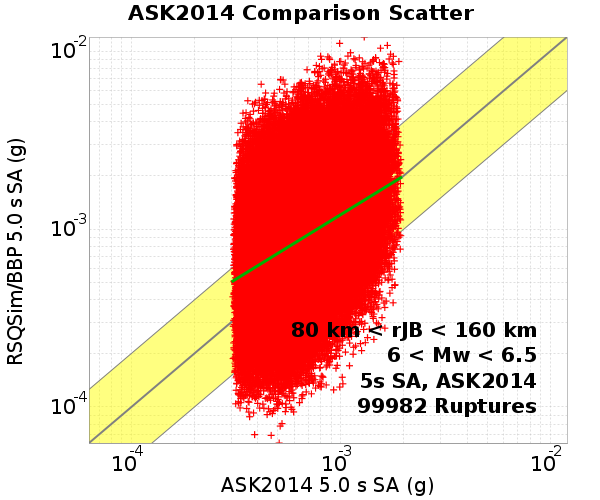 ASK2014 Comparison Scatter
RSQSim/BBP 5.0 s SA (g)
10-2
10-3
10-4
80 km < rJB < 160 km
6 < Mw < 6.5
5s SA, ASK2014
99982 Ruptures
10-4 10-3 10-2
ASK2014 5.0 s SA (g)